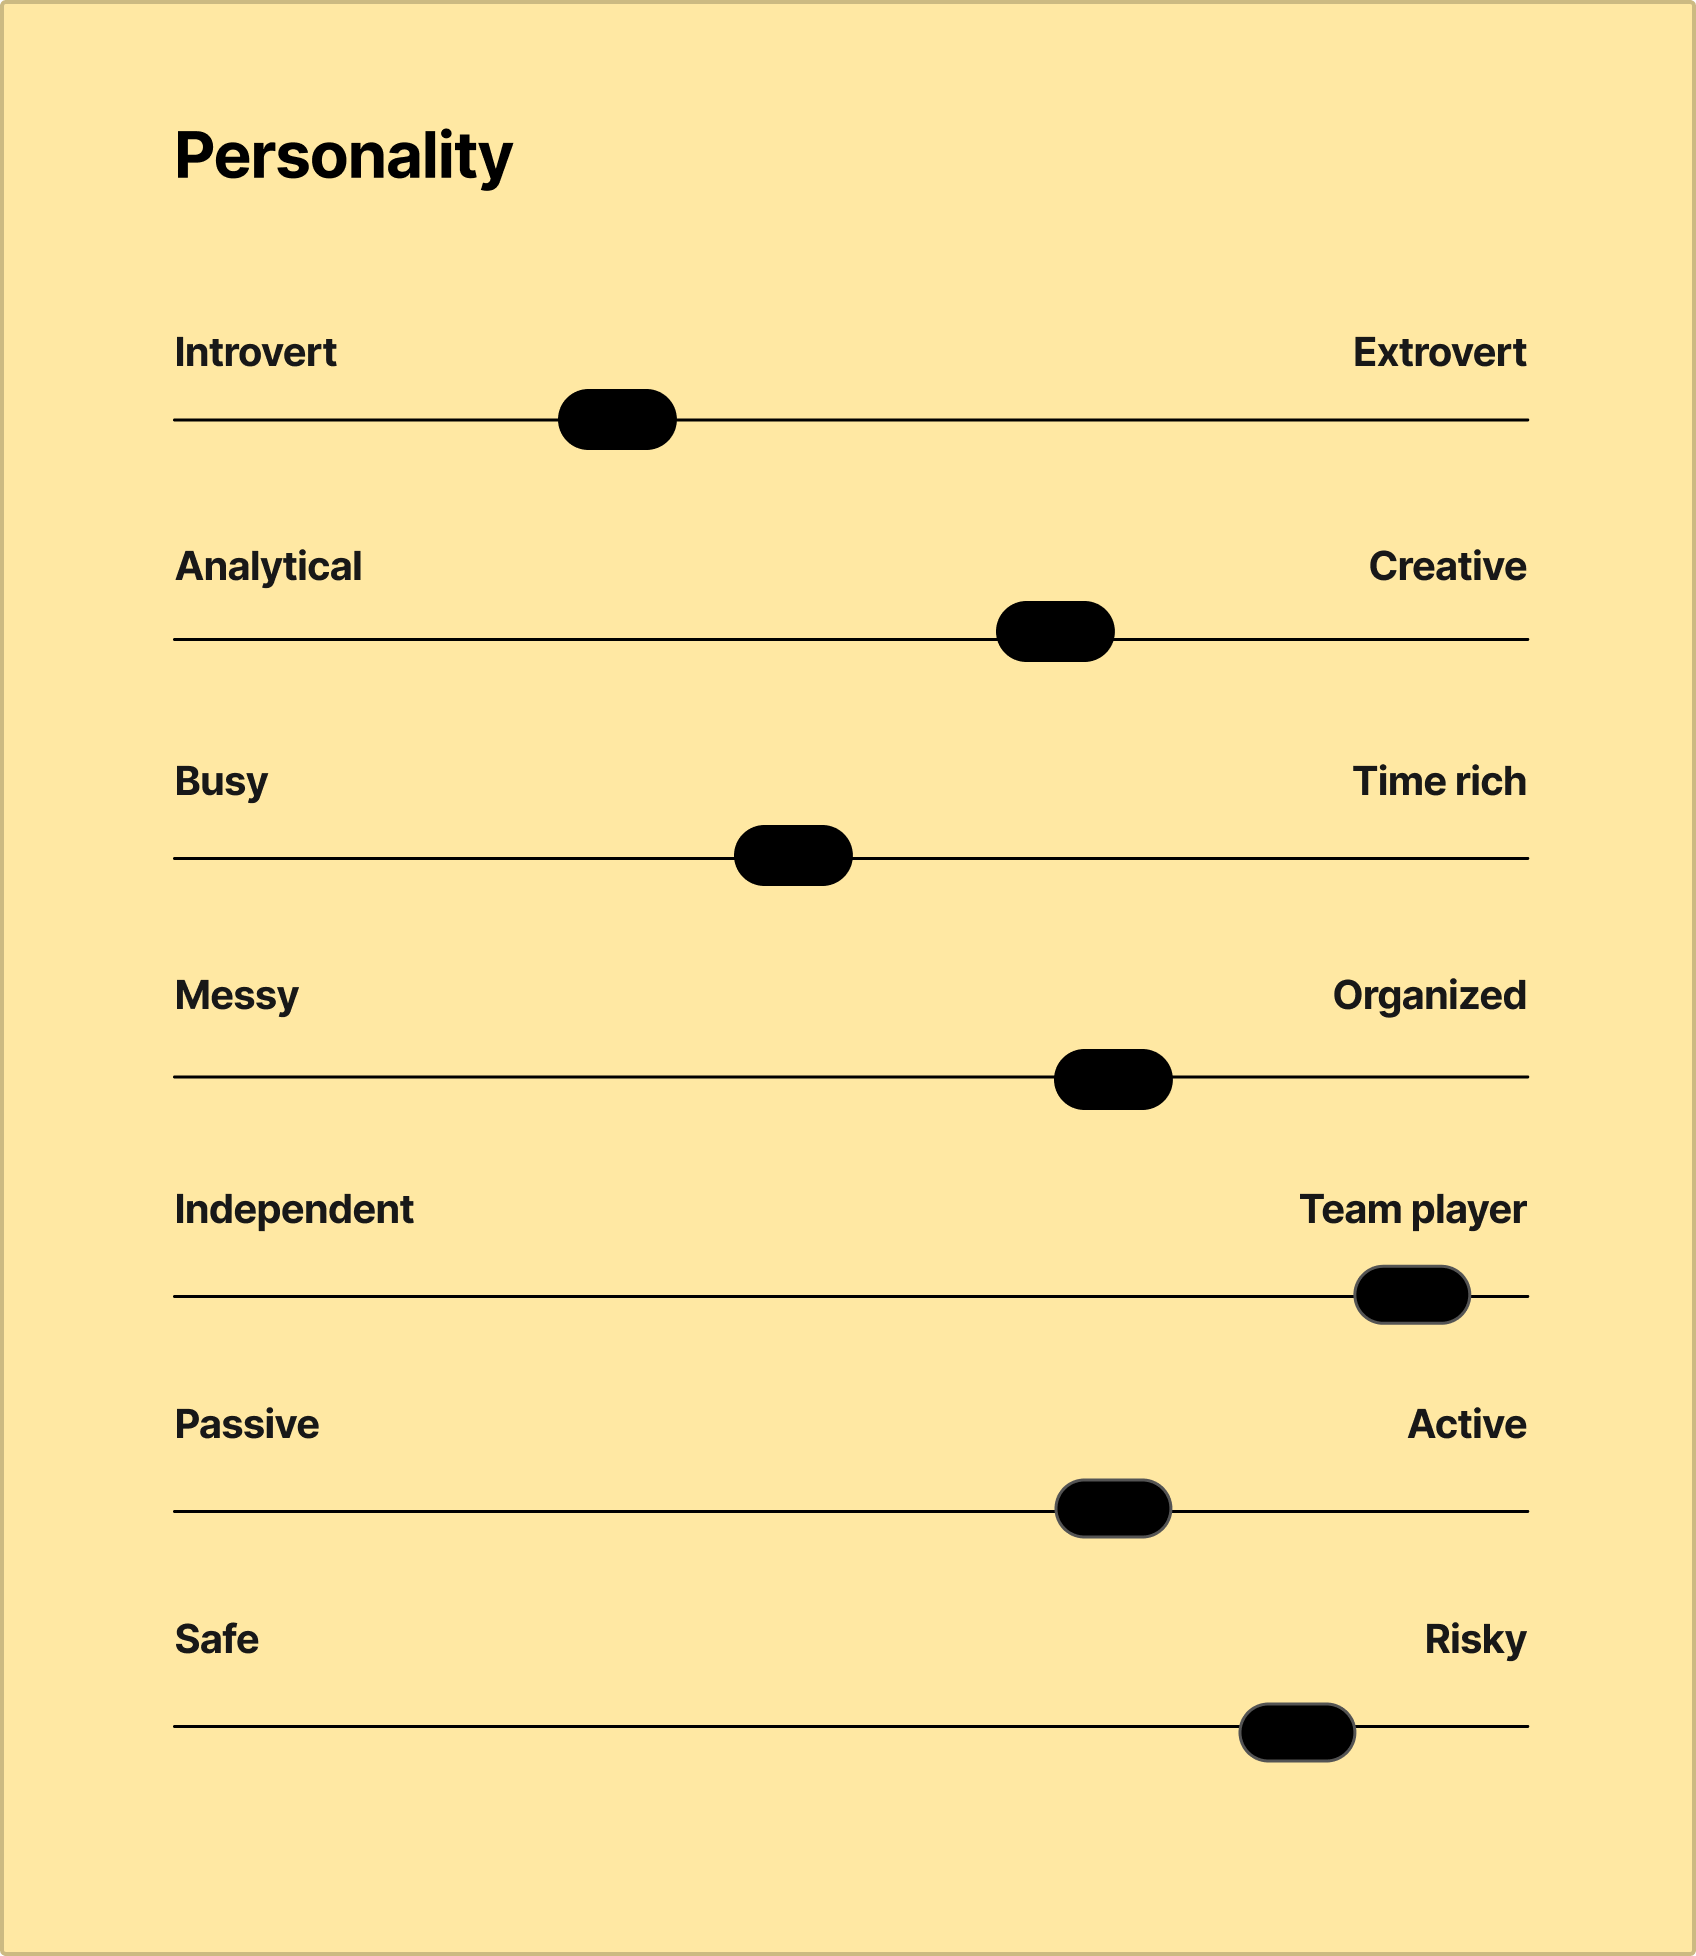 Personality
Introvert Extrovert
Analytical Creative
Busy Time rich
Messy Organized
Independent Team player
Passive Active
Safe Risky